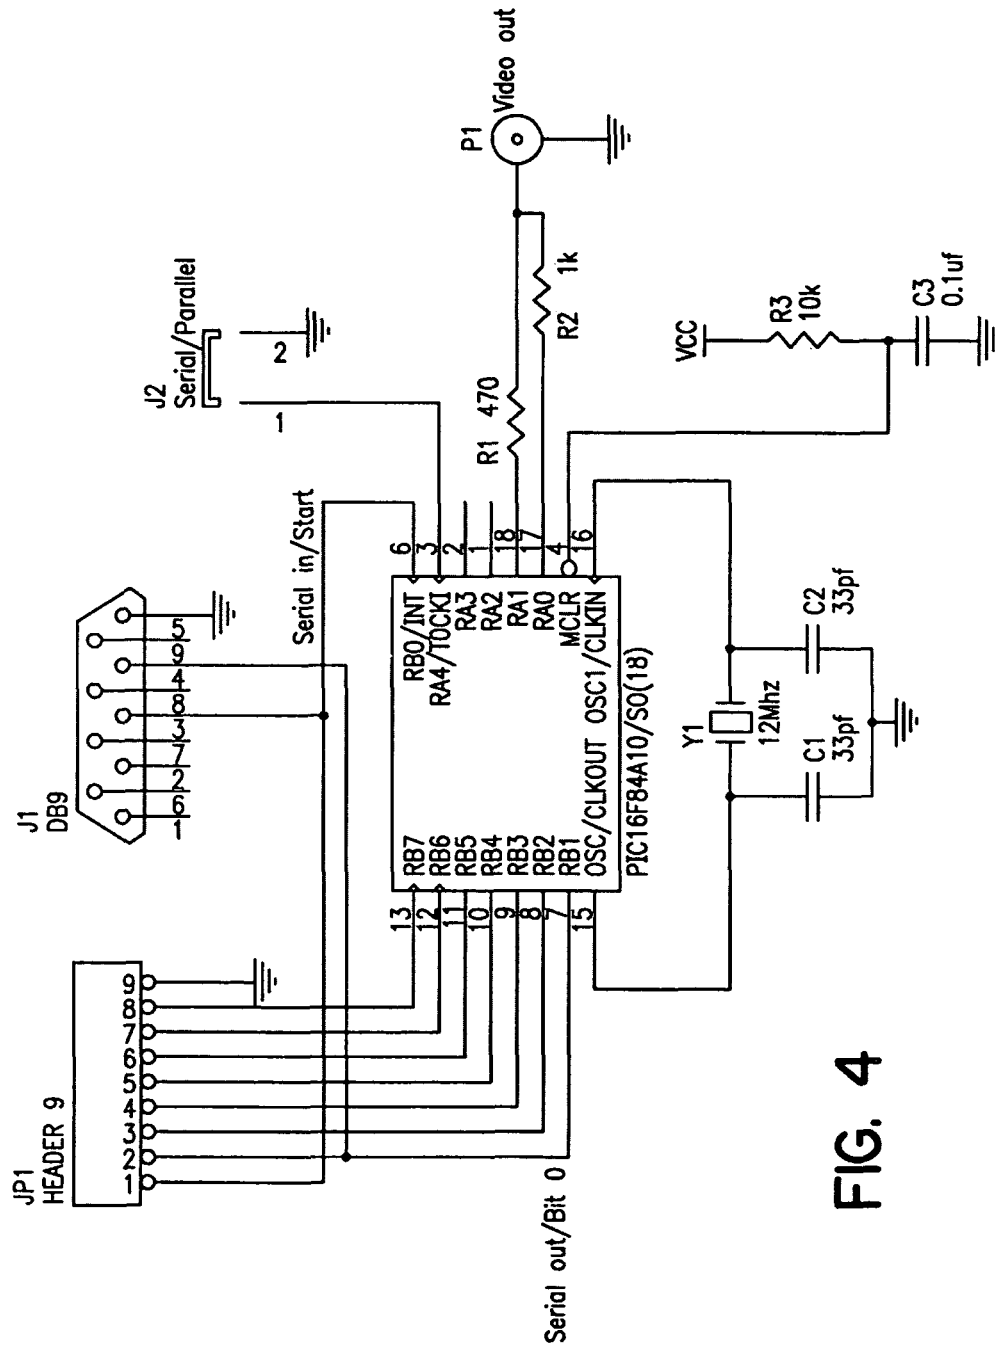 JP1
HEADER 9
1 2 3 4 5 6 7 8 9
J1
DB9
1 6 2 7 3 8 4 9 5
J2
Serial/Parallel
1
2
Serial in/Start
Serial out/Bit 0
13
12
11
10
9
8
7
15
RB7
RB6
RB5
RB4
RB3
RB2
RB1
OSC/CLKOUT OSC1/CLKIN
RB0/INT
RA4/TOCKI
RA3
RA2
RA1
RA0
MCLR
6
3
2
1
18
17
4
16
PIC16F84A10/SO(18)
R1 470
R2 1k
P1
Video out
VCC
R3
10k
C3
0.1uf
Y1
12Mhz
C1
33pf
C2
33pf
FIG. 4